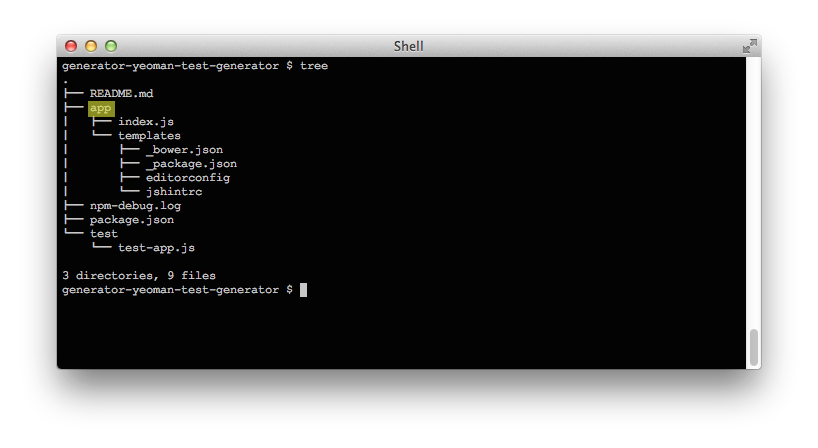 Shell
generator-yeoman-test-generator $ tree
.
├── README.md
├── app
│   ├── index.js
│   └── templates
│       ├── _bower.json
│       ├── _package.json
│       ├── editorconfig
│       └── jshintrc
├── npm-debug.log
├── package.json
└── test
    └── test-app.js
3 directories, 9 files
generator-yeoman-test-generator $